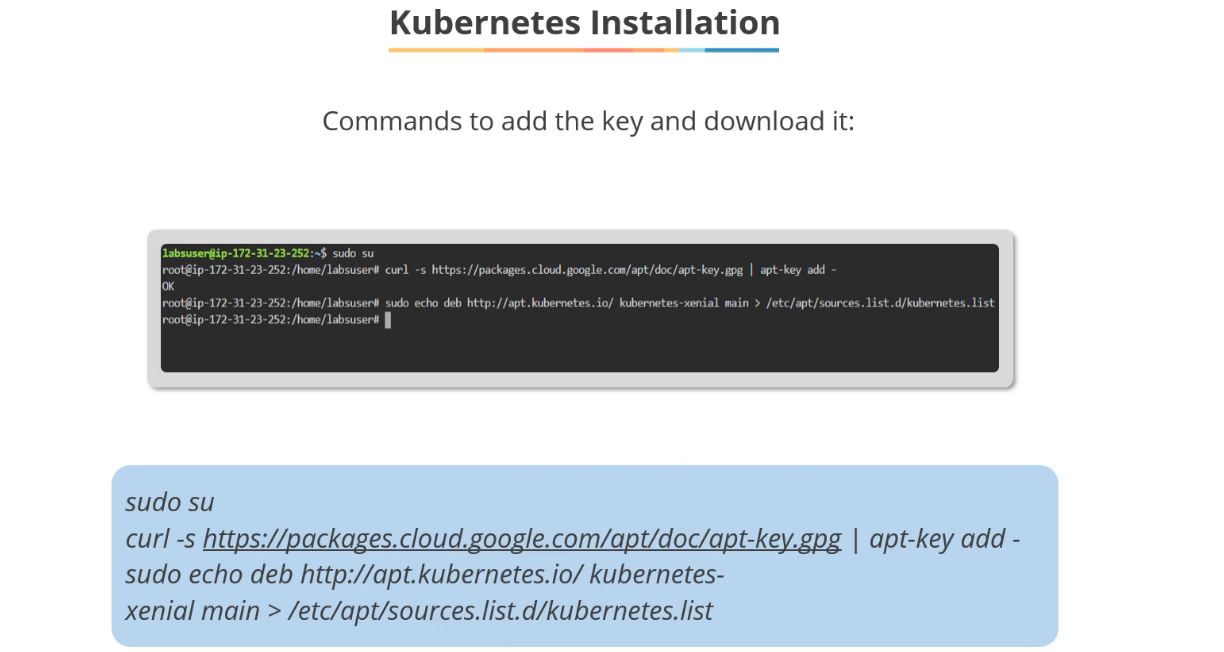 Kubernetes Installation
Commands to add the key and download it:
labsuser@ip-172-31-23-252:~$ sudo su
root@ip-172-31-23-252:/home/labsuser# curl -s https://packages.cloud.google.com/apt/doc/apt-key.gpg | apt-key add -
OK
root@ip-172-31-23-252:/home/labsuser# sudo echo deb http://apt.kubernetes.io/ kubernetes-xenial main > /etc/apt/sources.list.d/kubernetes.list
root@ip-172-31-23-252:/home/labsuser#
sudo su
curl -s https://packages.cloud.google.com/apt/doc/apt-key.gpg | apt-key add -
sudo echo deb http://apt.kubernetes.io/ kubernetes-
xenial main > /etc/apt/sources.list.d/kubernetes.list